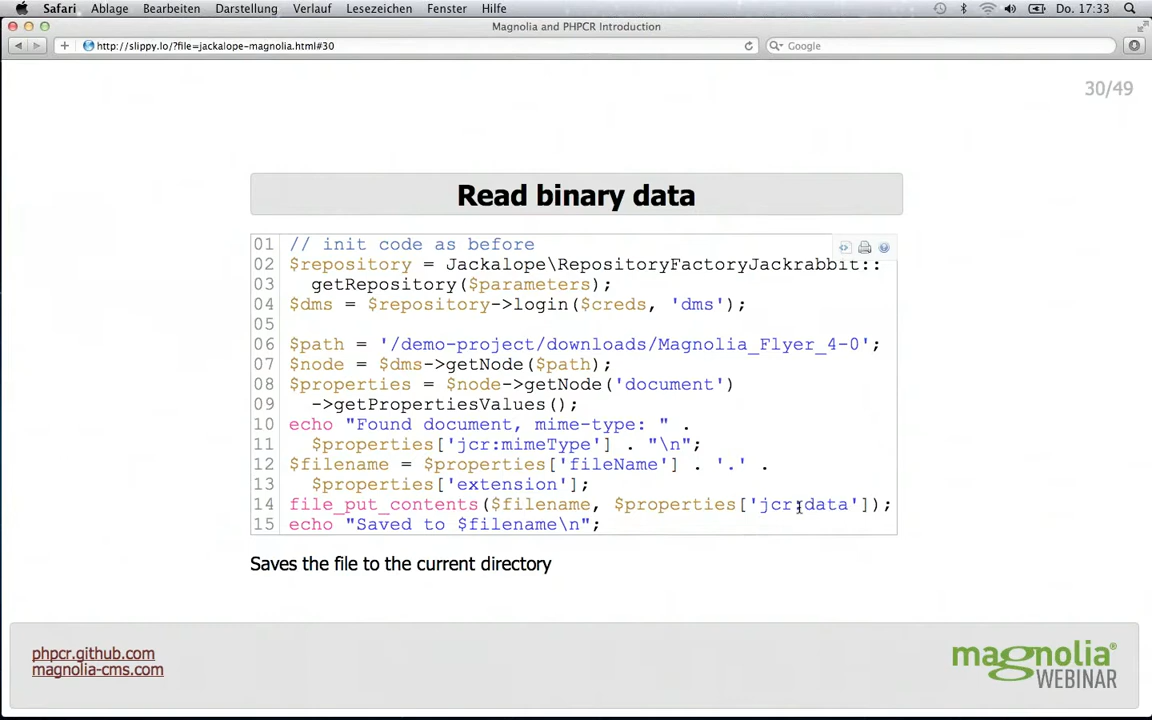 Safari Ablage Bearbeiten Darstellung Verlauf Lesezeichen Fenster Hilfe Do. 17:33
Magnolia and PHPCR Introduction
http://slippy.lo/?file=jackalope-magnolia.html#30 Google
30/49
Read binary data
01 // init code as before
02 $repository = Jackalope\RepositoryFactoryJackrabbit::
03 getRepository($parameters);
04 $dms = $repository->login($creds, 'dms');
05
06 $path = '/demo-project/downloads/Magnolia_Flyer_4-0';
07 $node = $dms->getNode($path);
08 $properties = $node->getNode('document')
09 ->getPropertiesValues();
10 echo "Found document, mime-type: " .
11 $properties['jcr:mimeType'] . "\n";
12 $filename = $properties['fileName'] . '.' .
13 $properties['extension'];
14 file_put_contents($filename, $properties['jcr:data']);
15 echo "Saved to $filename\n";
Saves the file to the current directory
phpcr.github.com
magnolia-cms.com
magnolia®
WEBINAR